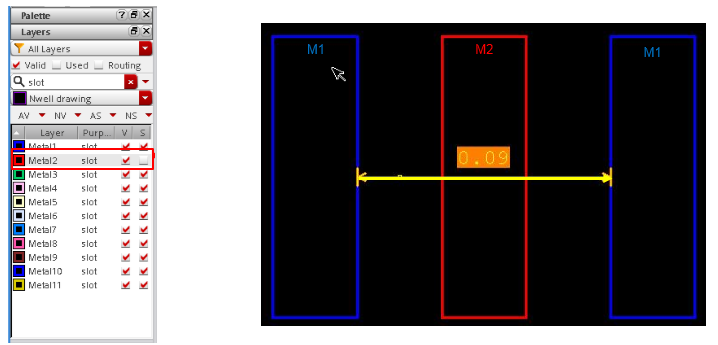 Palette
Layers
All Layers
Valid Used Routing
slot
Nwell drawing
AV NV AS NS
Layer Purp... V S
Metal1 slot
Metal2 slot
Metal3 slot
Metal4 slot
Metal5 slot
Metal6 slot
Metal7 slot
Metal8 slot
Metal9 slot
Metal10 slot
Metal11 slot
M1 M2 M1
0.09